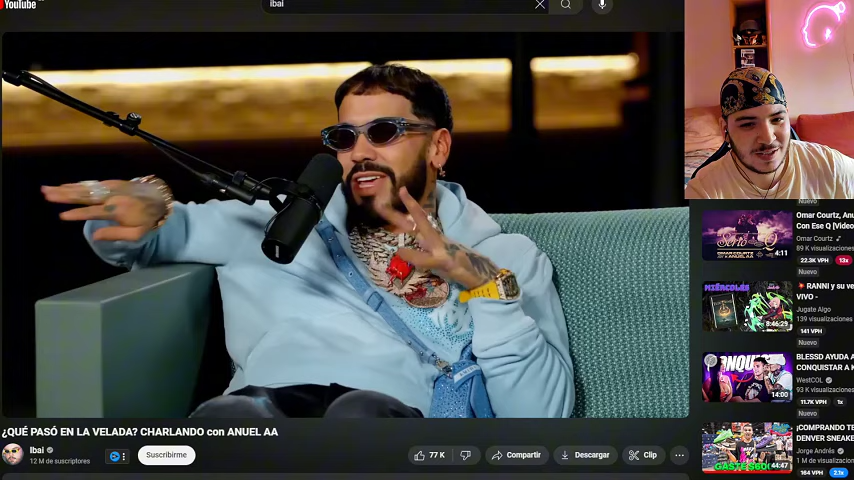 YouTube
ibai
¿QUÉ PASÓ EN LA VELADA? CHARLANDO con ANUEL AA
Ibai
12 M de suscriptores
Suscribirme
77 K
Compartir
Descargar
Clip
Nuevo
Omar Courtz, Anu
Con Ese Q [Video
Omar Courtz
89 K visualizaciones
22.3K VPH
13x
4:11
Nuevo
MIÉRCOLES
RANNI y su ve
VIVO -
Jugate Algo
139 visualizaciones
141 VPH
8:46:29
BLESSD AYUDA A
CONQUISTAR A K
WestCOL
93 K visualizaciones
11.7K VPH
1x
14:00
Nuevo
¡COMPRANDO TE
DENVER SNEAKE
Jorge Andrés
1 M de visualizacion
164 VPH
2.1x
44:47